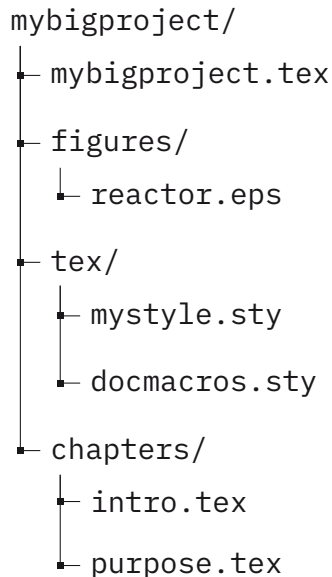 mybigproject/
mybigproject.tex
figures/
reactor.eps
tex/
mystyle.sty
docmacros.sty
chapters/
intro.tex
purpose.tex